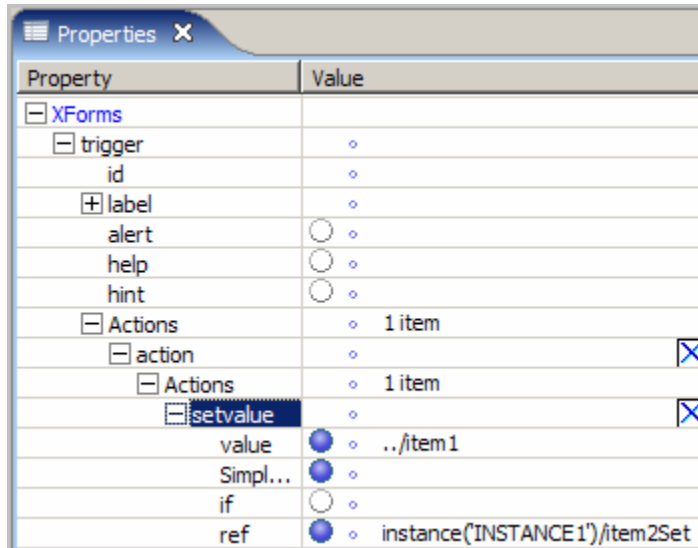 Properties
Property Value
XForms
trigger
id
label
alert
help
hint
Actions 1 item
action
Actions 1 item
setvalue
value ../item1
Simpl...
if
ref instance('INSTANCE1')/item2Set